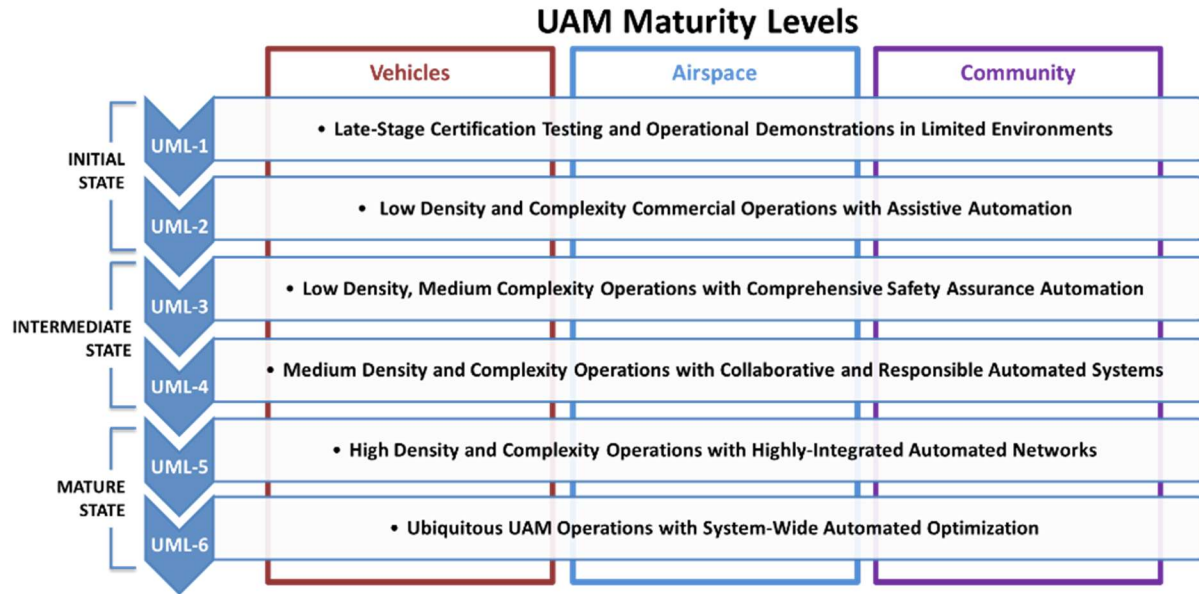 UAM Maturity Levels
Vehicles
Airspace
Community
INITIAL
STATE
UML-1
• Late-Stage Certification Testing and Operational Demonstrations in Limited Environments
UML-2
• Low Density and Complexity Commercial Operations with Assistive Automation
INTERMEDIATE
STATE
UML-3
• Low Density, Medium Complexity Operations with Comprehensive Safety Assurance Automation
UML-4
• Medium Density and Complexity Operations with Collaborative and Responsible Automated Systems
MATURE
STATE
UML-5
• High Density and Complexity Operations with Highly-Integrated Automated Networks
UML-6
• Ubiquitous UAM Operations with System-Wide Automated Optimization